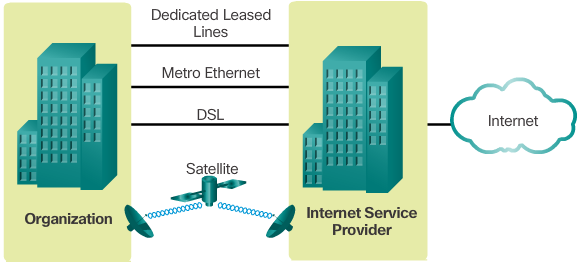 Dedicated Leased
Lines
Metro Ethernet
DSL
Internet
Satellite
Organization
Internet Service
Provider